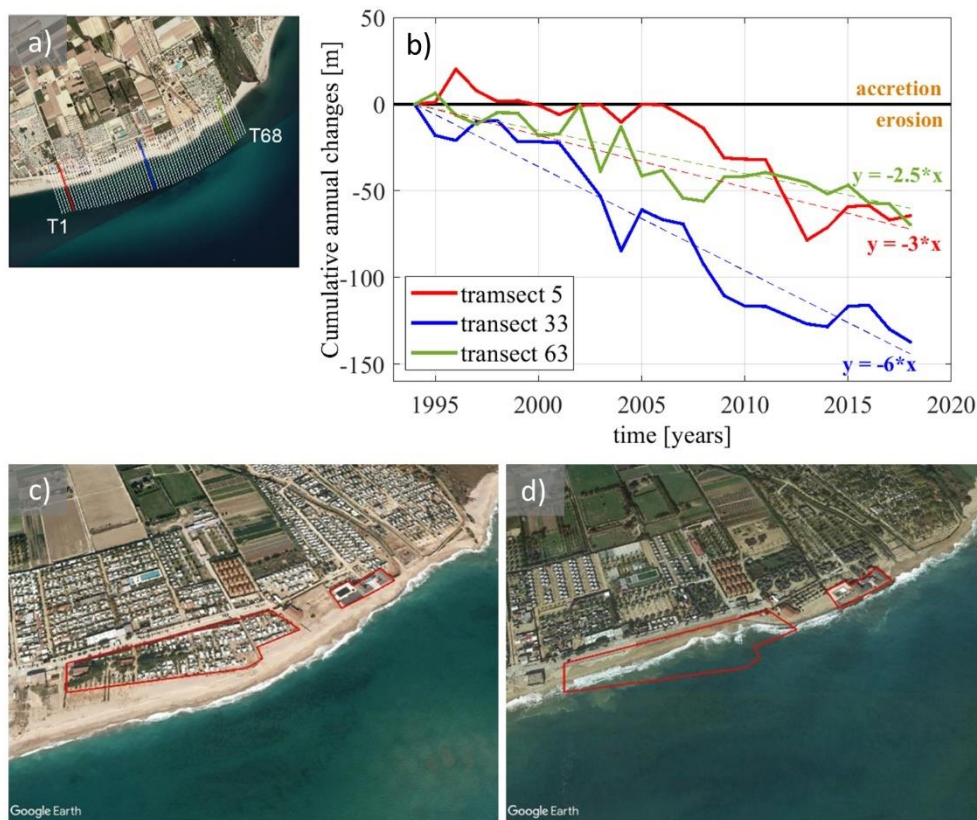 a)
T68
T1
b)
Cumulative annual changes [m]
50
0
-50
-100
-150
accretion
erosion
y = -2.5*x
y = -3*x
y = -6*x
tramsect 5
transect 33
transect 63
1995 2000 2005 2010 2015 2020
time [years]
c)
Google Earth
d)
Google Earth